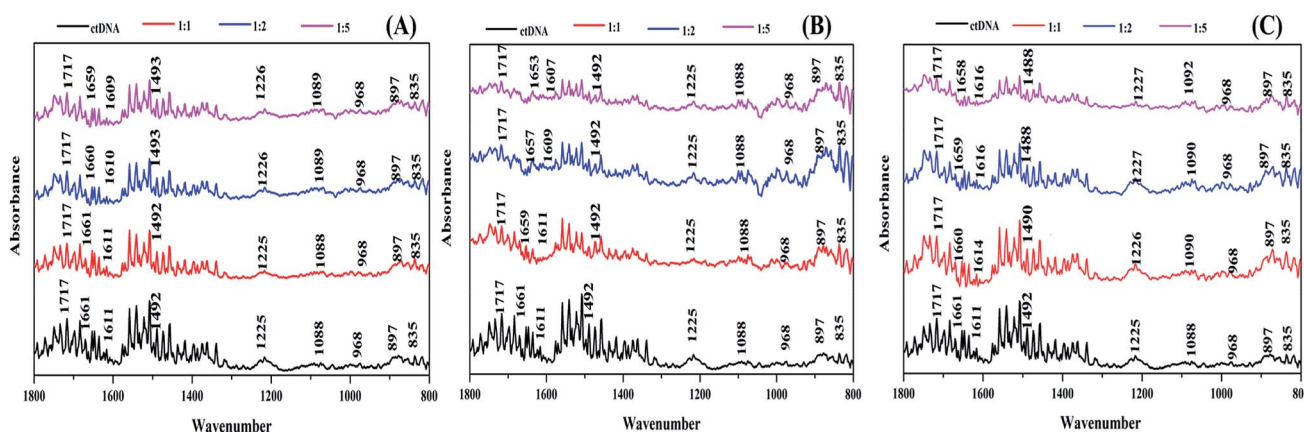 ctDNA 1:1 1:2 1:5 (A)
1717 1659 1609 1493 1226 1089 968 897 835
1717 1660 1610 1493 1226 1089 968 897 835
1717 1661 1611 1492 1225 1088 968 897 835
1717 1661 1611 1492 1225 1088 968 897 835
Absorbance
1800 1600 1400 1200 1000 800
Wavenumber
ctDNA 1:1 1:2 1:5 (B)
1717 1653 1607 1492 1225 1088 968 897 835
1717 1657 1609 1492 1225 1088 968 897 835
1717 1659 1611 1492 1225 1088 968 897 835
1717 1661 1611 1492 1225 1088 968 897 835
Absorbance
1800 1600 1400 1200 1000 800
Wavenumber
ctDNA 1:1 1:2 1:5 (C)
1717 1658 1616 1488 1227 1092 968 897 835
1717 1659 1616 1488 1227 1090 968 897 835
1717 1660 1614 1490 1226 1090 968 897 835
1717 1661 1611 1492 1225 1088 968 897 835
Absorbance
1800 1600 1400 1200 1000 80
Wavenumber